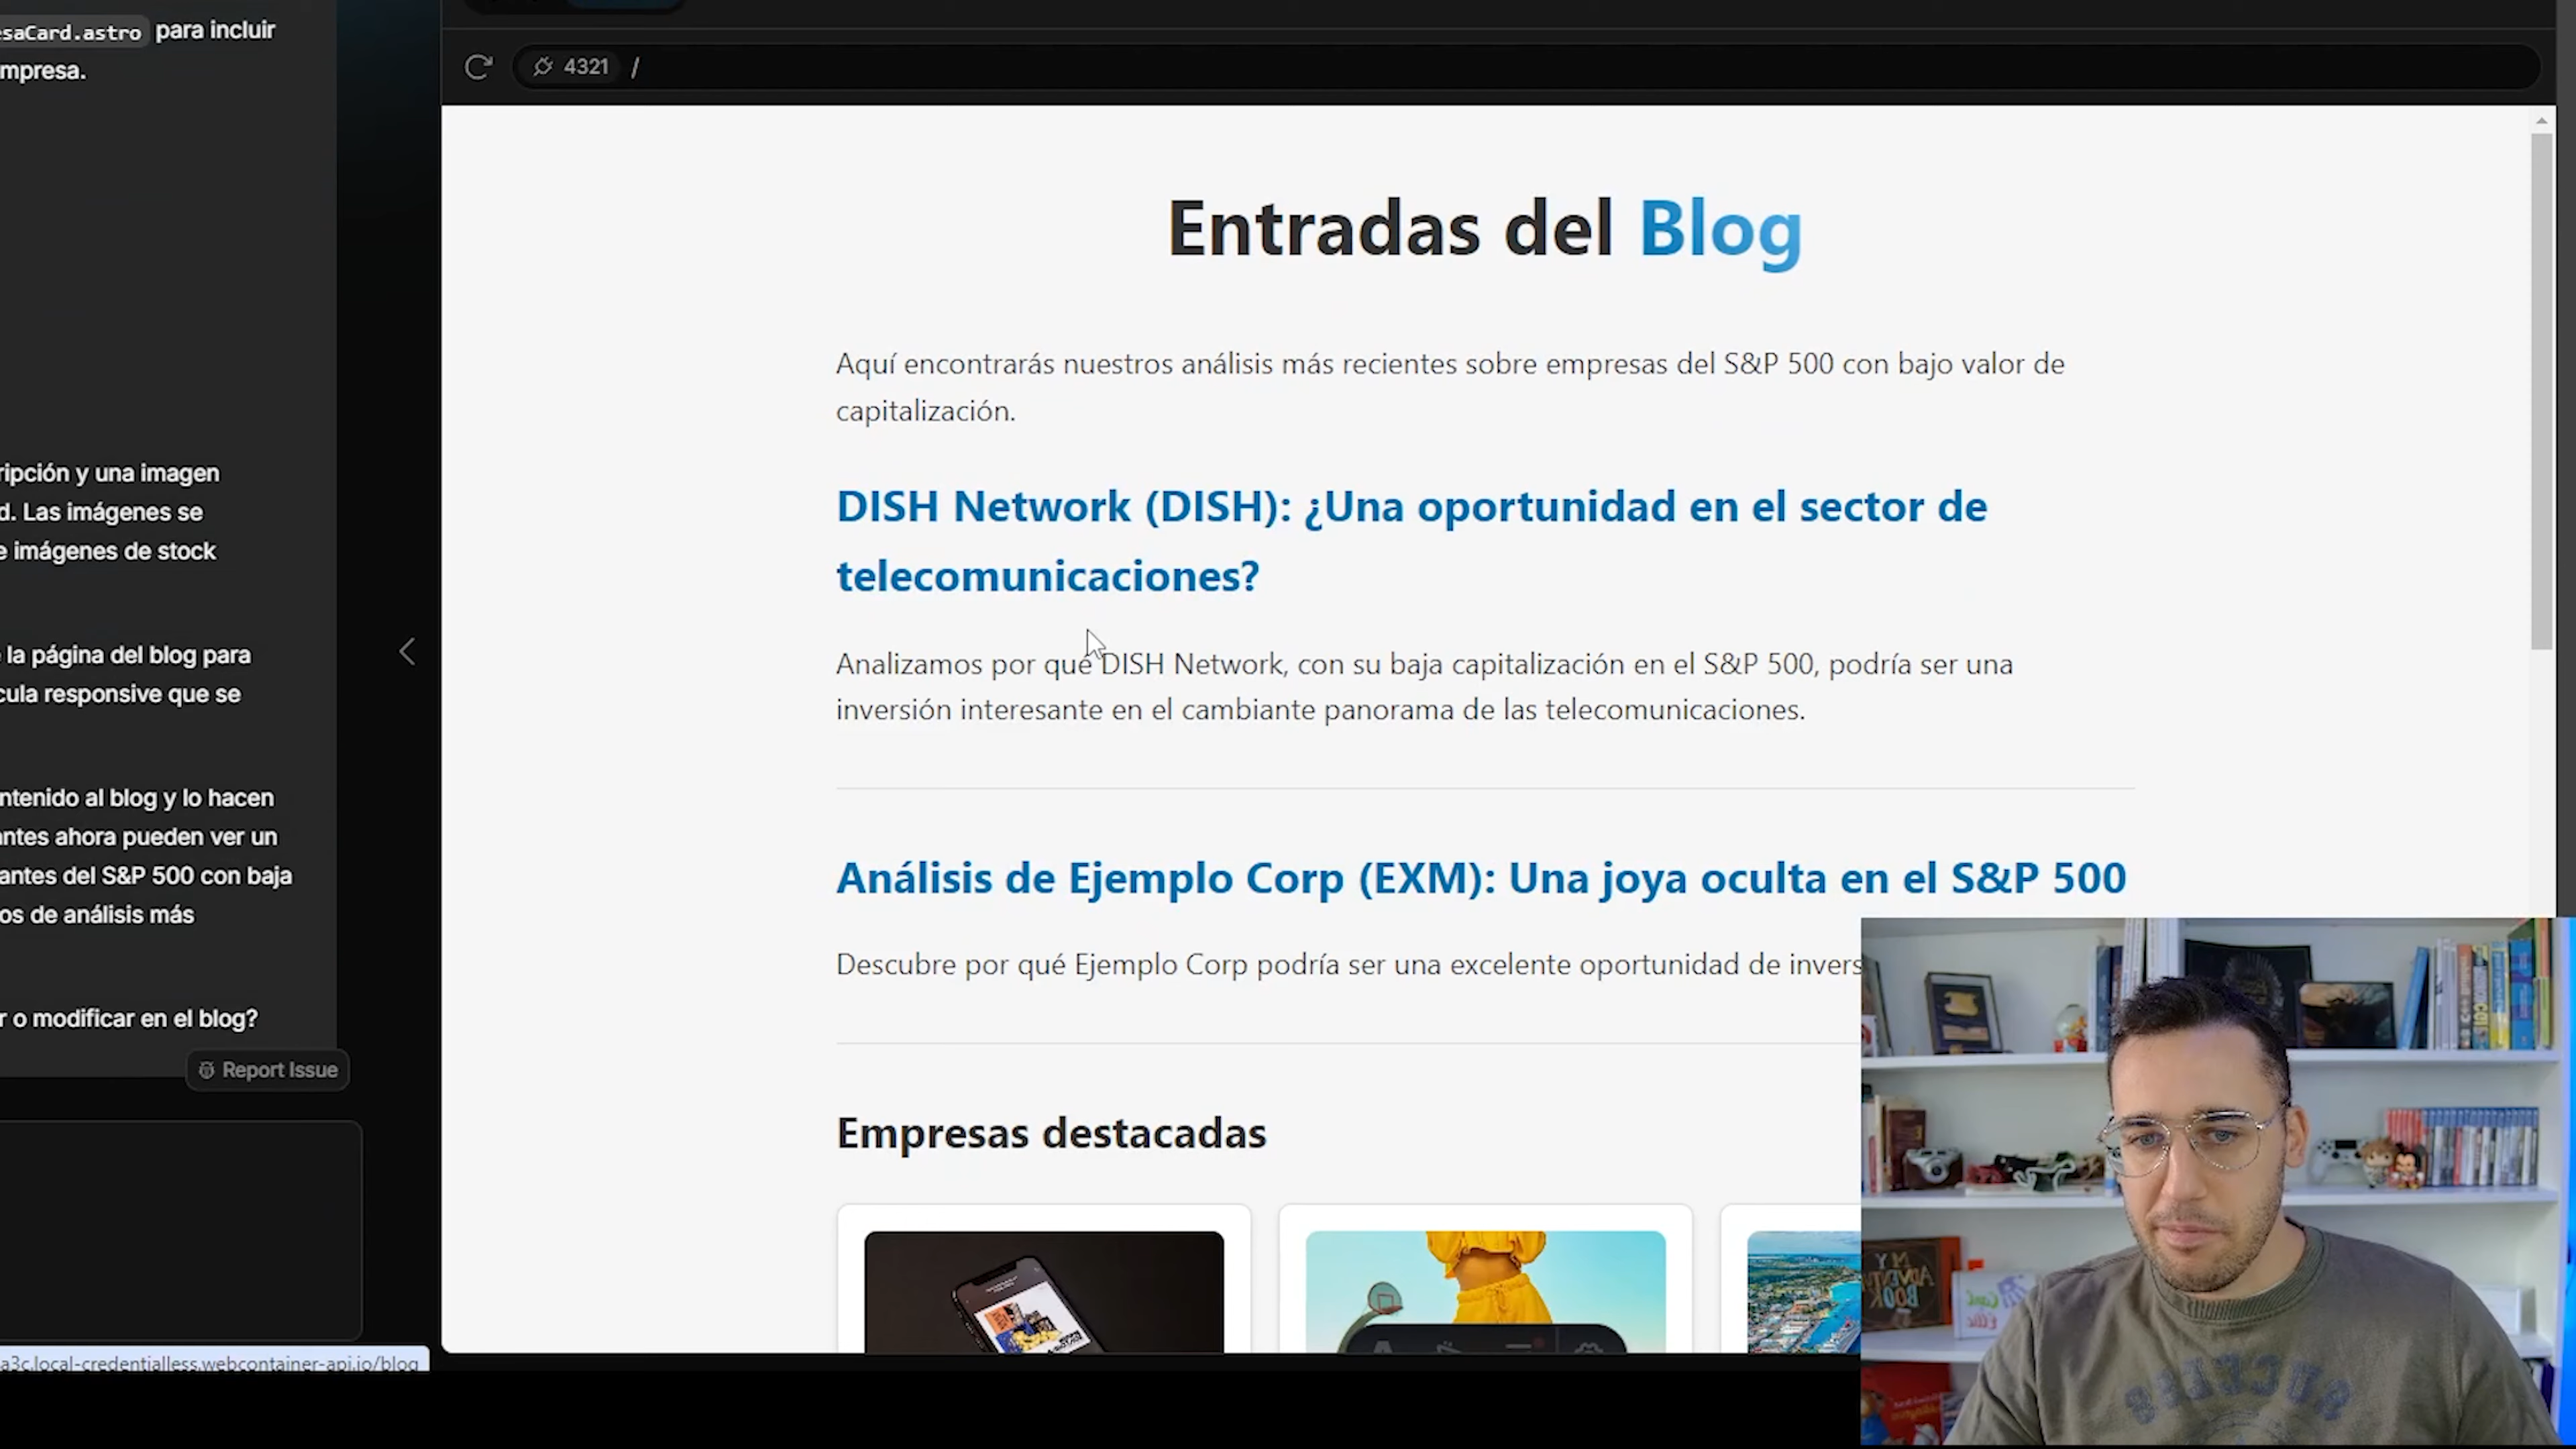 esaCard.astro para incluir
mpresa.
ripción y una imagen
d. Las imágenes se
e imágenes de stock
la página del blog para
cula responsive que se
ntenido al blog y lo hacen
antes ahora pueden ver un
antes del S&P 500 con baja
os de análisis más
r o modificar en el blog?
Report Issue
a3c.local-credentialless.webcontainer-api.io/blog
4321 /
Entradas del Blog
Aquí encontrarás nuestros análisis más recientes sobre empresas del S&P 500 con bajo valor de
capitalización.
DISH Network (DISH): ¿Una oportunidad en el sector de
telecomunicaciones?
Analizamos por qué DISH Network, con su baja capitalización en el S&P 500, podría ser una
inversión interesante en el cambiante panorama de las telecomunicaciones.
Análisis de Ejemplo Corp (EXM): Una joya oculta en el S&P 500
Descubre por qué Ejemplo Corp podría ser una excelente oportunidad de invers
Empresas destacadas
MY
ADVENTURE
BOOK